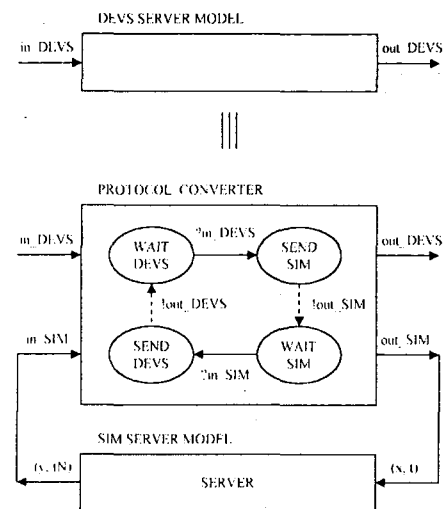 DEVS SERVER MODEL
in_DEVS
out_DEVS
PROTOCOL CONVERTER
in_DEVS
?in_DEVS
out_DEVS
WAIT
DEVS
SEND
SIM
!out_DEVS
!out_SIM
in_SIM
out_SIM
SEND
DEVS
WAIT
SIM
?in_SIM
SIM SERVER MODEL
(y, tN)
SERVER
(x, t)